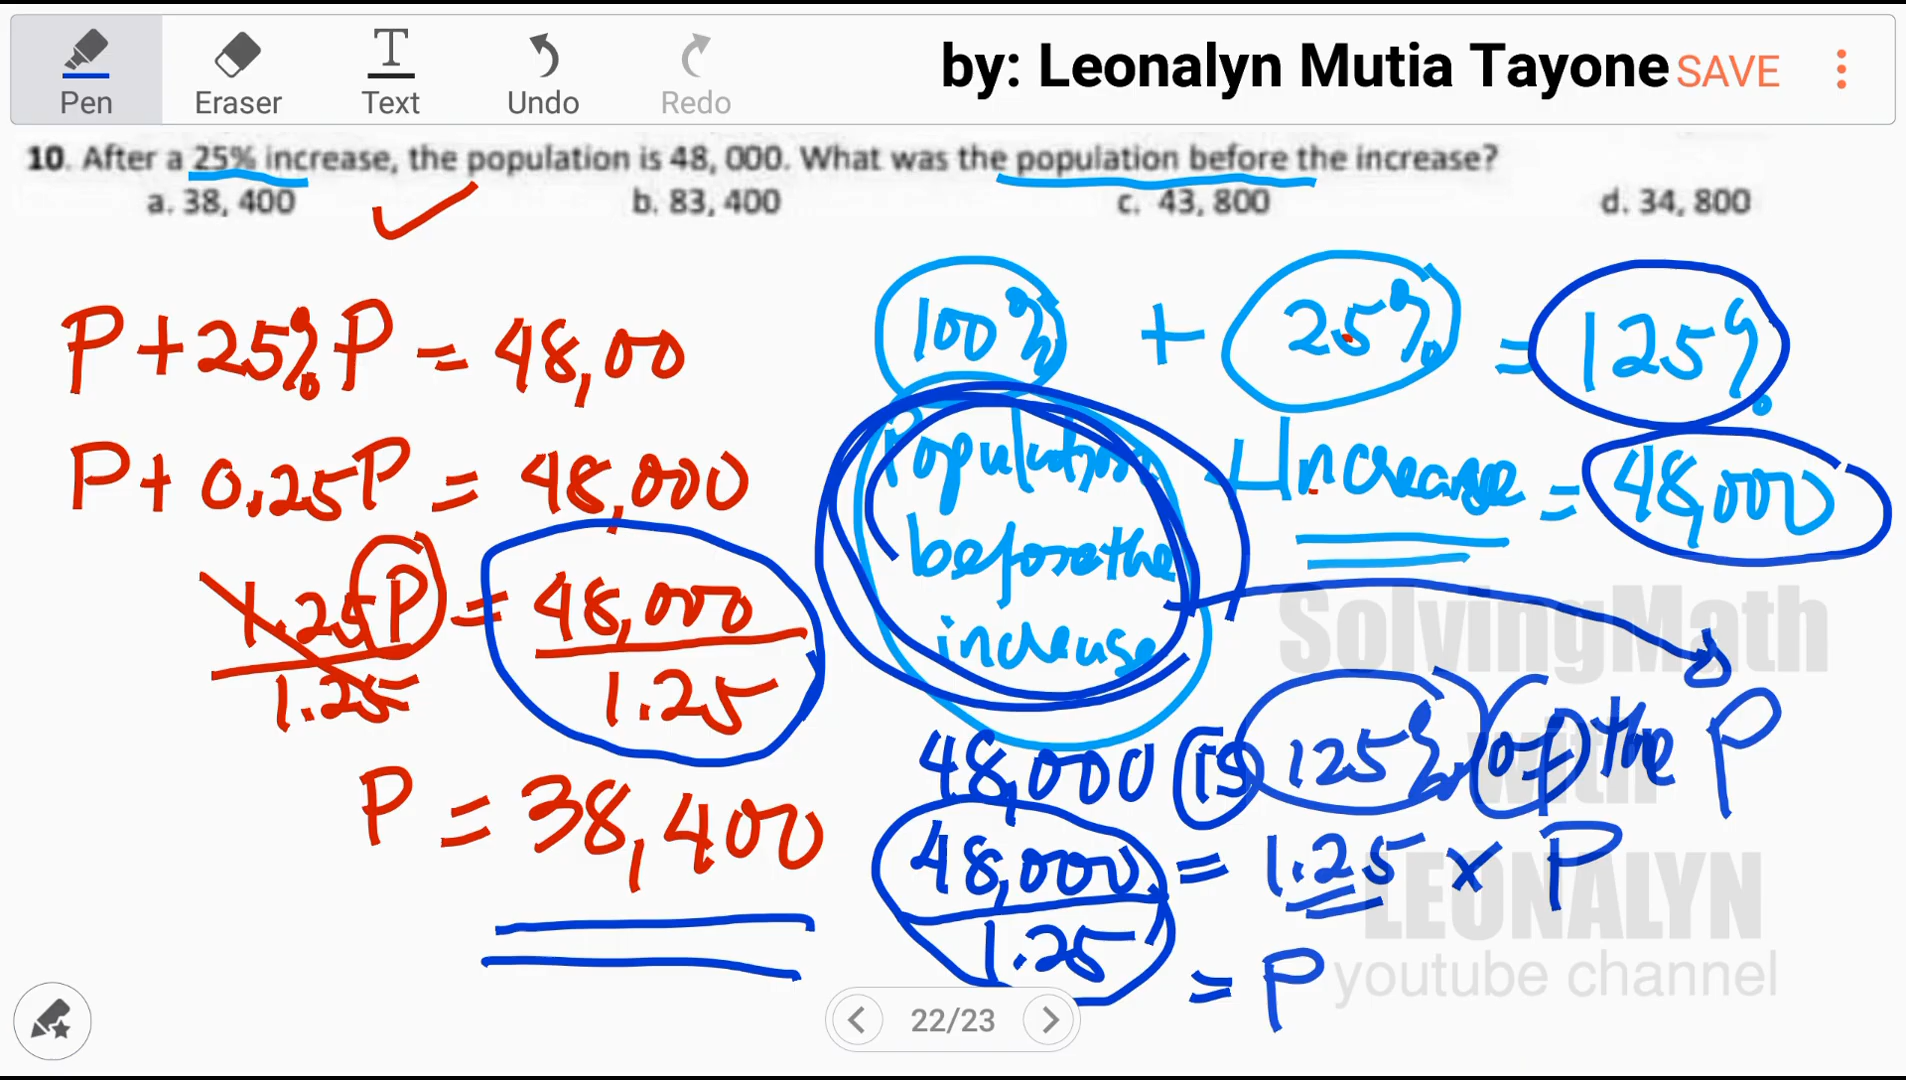 Pen
Eraser
Text
Undo
Redo
by: Leonalyn Mutia Tayone
SAVE
10. After a 25% increase, the population is 48, 000. What was the population before the increase?
a. 38, 400
b. 83, 400
c. 43, 800
d. 34, 800
P+25%P = 48,00
P+0.25P = 48,000
1.25P = 48,000
1.25 1.25
P = 38,400
100% + 25% = 125%
Population before the increase + Increase = 48,000
48,000 is 125% of the P
48,000 = 1.25 x P
1.25 = P
SolvingMath
with
LEONALYN
youtube channel
22/23